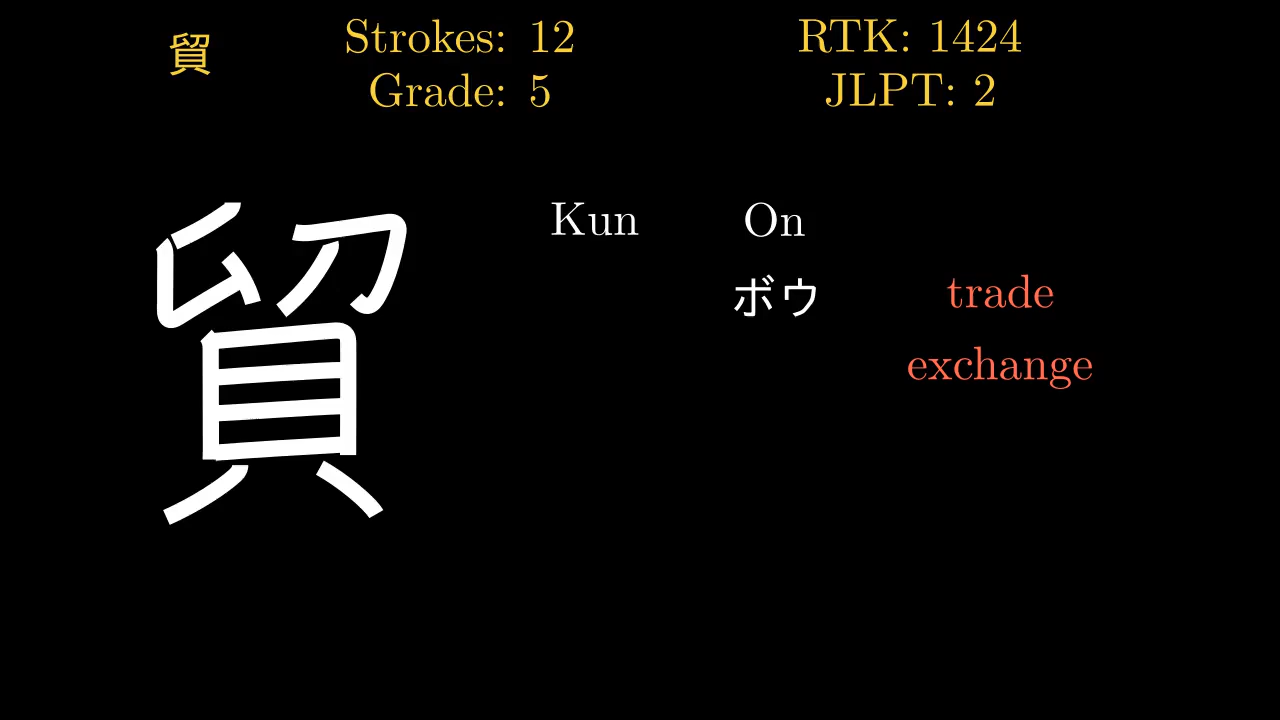 貿
Strokes: 12
Grade: 5
RTK: 1424
JLPT: 2
貿
Kun
On
ボウ
trade
exchange